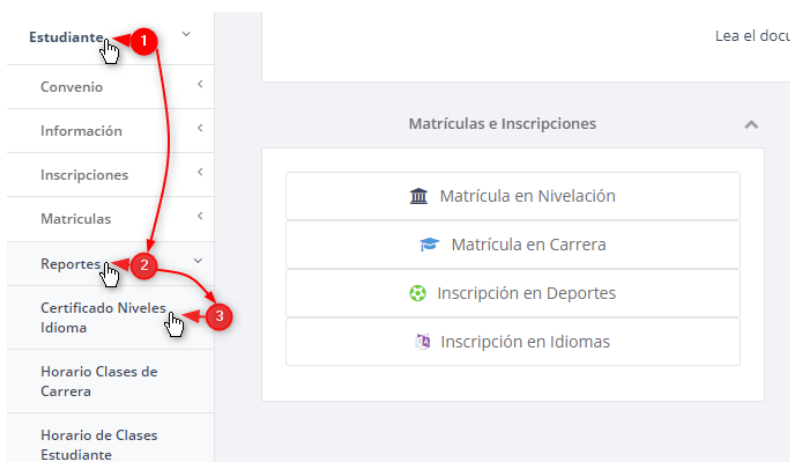 Estudiante
1
Convenio
Información
Inscripciones
Matriculas
Reportes
2
Certificado Niveles
Idioma
3
Horario Clases de
Carrera
Horario de Clases
Estudiante
Lea el docu
Matrículas e Inscripciones
Matrícula en Nivelación
Matrícula en Carrera
Inscripción en Deportes
Inscripción en Idiomas